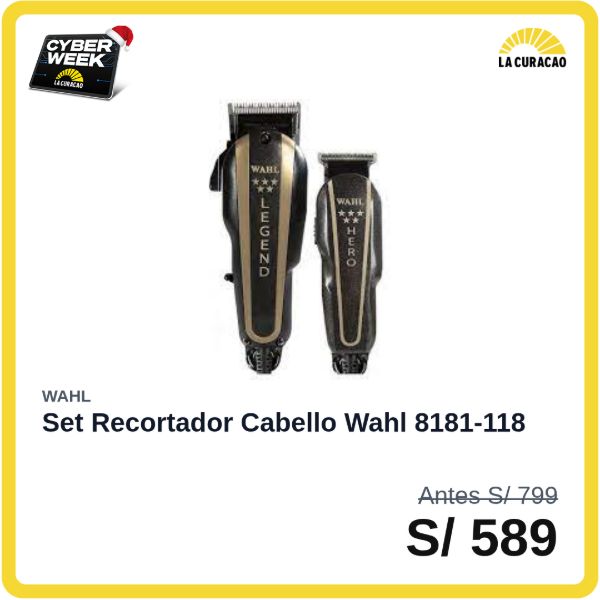 CYBER
WEEK
LA CURACAO
LA CURACAO
WAHL
LEGEND
WAHL
HERO
WAHL
Set Recortador Cabello Wahl 8181-118
Antes S/ 799
S/ 589